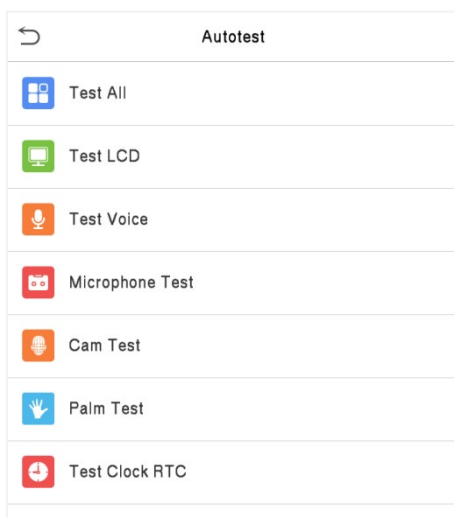 Autotest
Test All
Test LCD
Test Voice
Microphone Test
Cam Test
Palm Test
Test Clock RTC